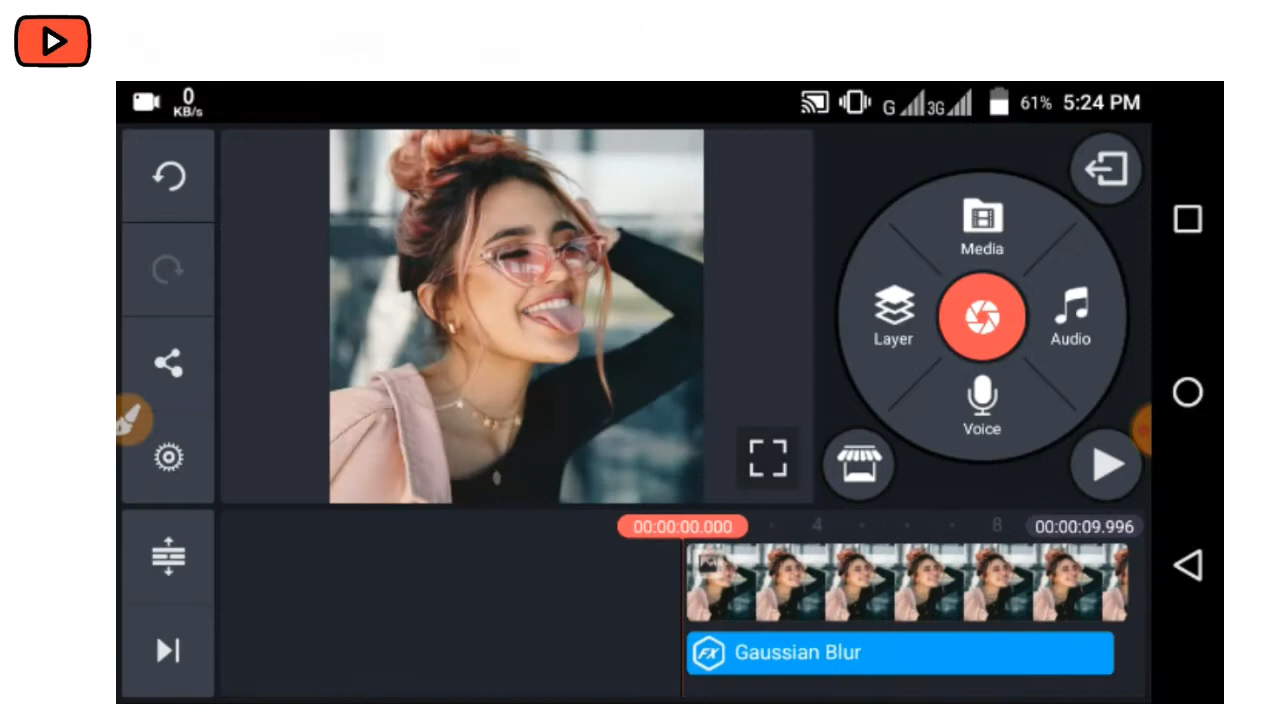 0
KB/s
G
3G
61%
5:24 PM
Media
Layer
Audio
Voice
00:00:00.000
4
8
00:00:09.996
FX
Gaussian Blur